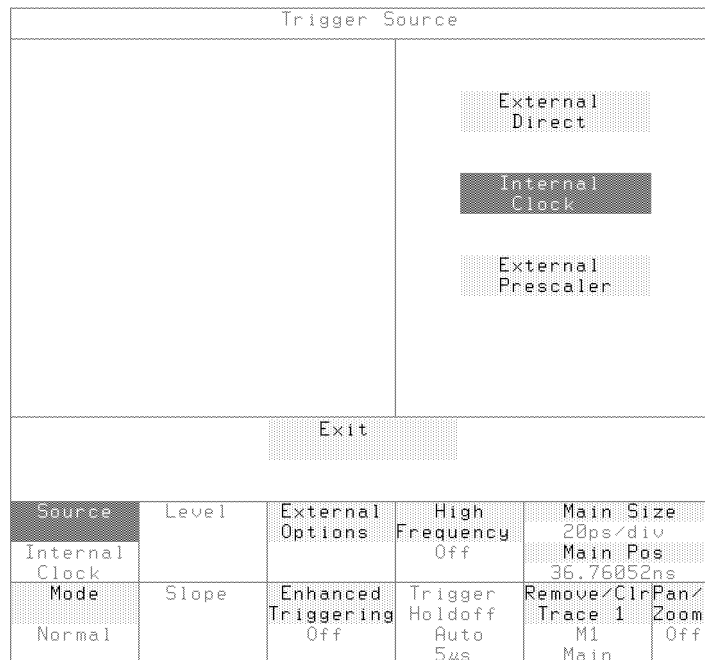 Trigger Source
External
Direct
Internal
Clock
External
Prescaler
Exit
Source
Internal
Clock
Level
External
Options
High
Frequency
Off
Main Size
20ps/div
Main Pos
36.76052ns
Mode
Normal
Slope
Enhanced
Triggering
Off
Trigger
Holdoff
Auto
5µs
Remove/Clr
Trace 1
M1
Main
Pan/
Zoom
Off